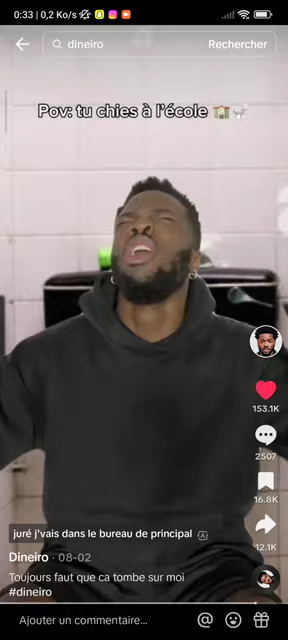 0:33 | 0,2 Ko/s
dineiro
Rechercher
Pov: tu chies à l'école
153.1K
2507
16.8K
12.1K
juré j'vais dans le bureau de principal
Dineiro · 08-02
Toujours faut que ca tombe sur moi
#dineiro
Ajouter un commentaire...